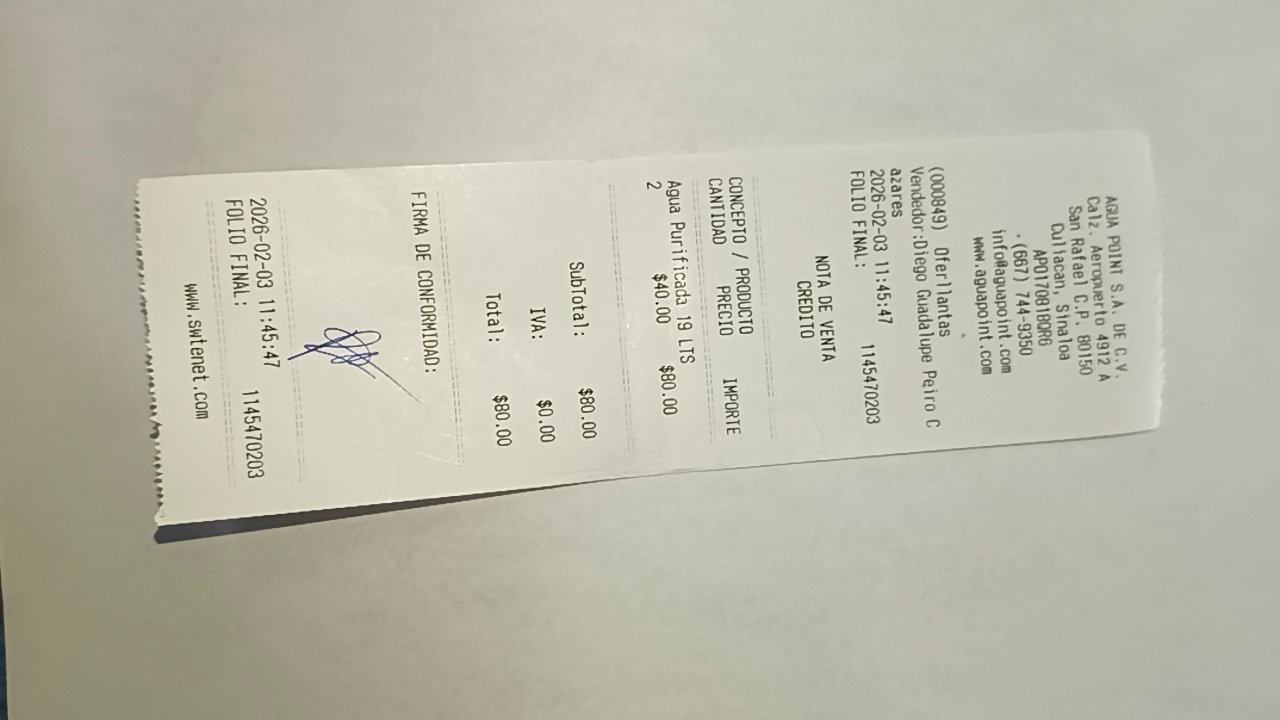 AGUA POINT S.A. DE C.V.
Calz. Aeropuerto 4912 A
San Rafael C.P. 80150
Culiacan, Sinaloa
APO170818QR6
(667) 744-9350
info@aguapoint.com
www.aguapoint.com
(000849) Oferllantas
Vendedor:Diego Guadalupe Peiro C
azares
2026-02-03 11:45:47
FOLIO FINAL: 1145470203
NOTA DE VENTA
CREDITO
CONCEPTO / PRODUCTO
CANTIDAD PRECIO IMPORTE
Agua Purificada 19 LTS
2 $40.00 $80.00
SubTotal: $80.00
IVA: $0.00
Total: $80.00
FIRMA DE CONFORMIDAD:
2026-02-03 11:45:47
FOLIO FINAL: 1145470203
www.swtenet.com